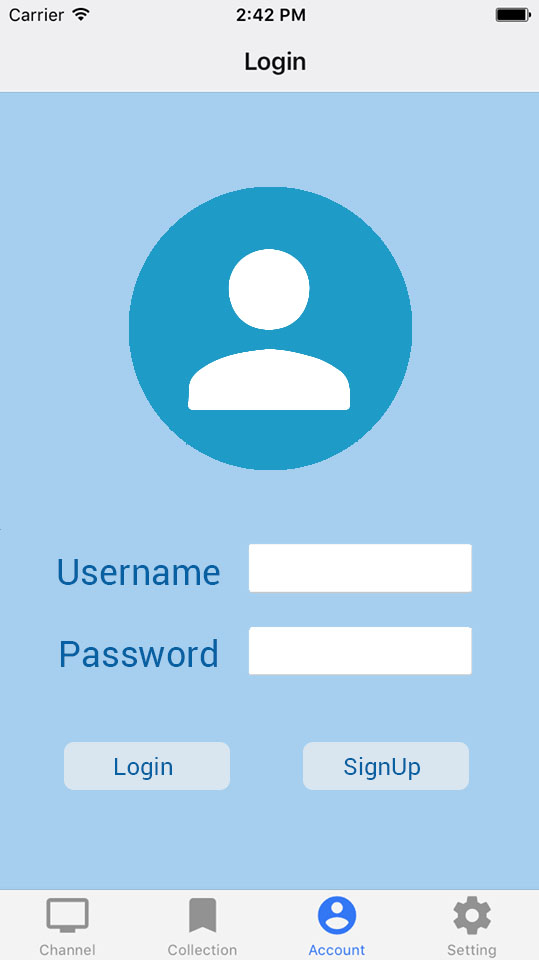 Carrier 2:42 PM
Login
Username
Password
Login SignUp
Channel Collection Account Setting